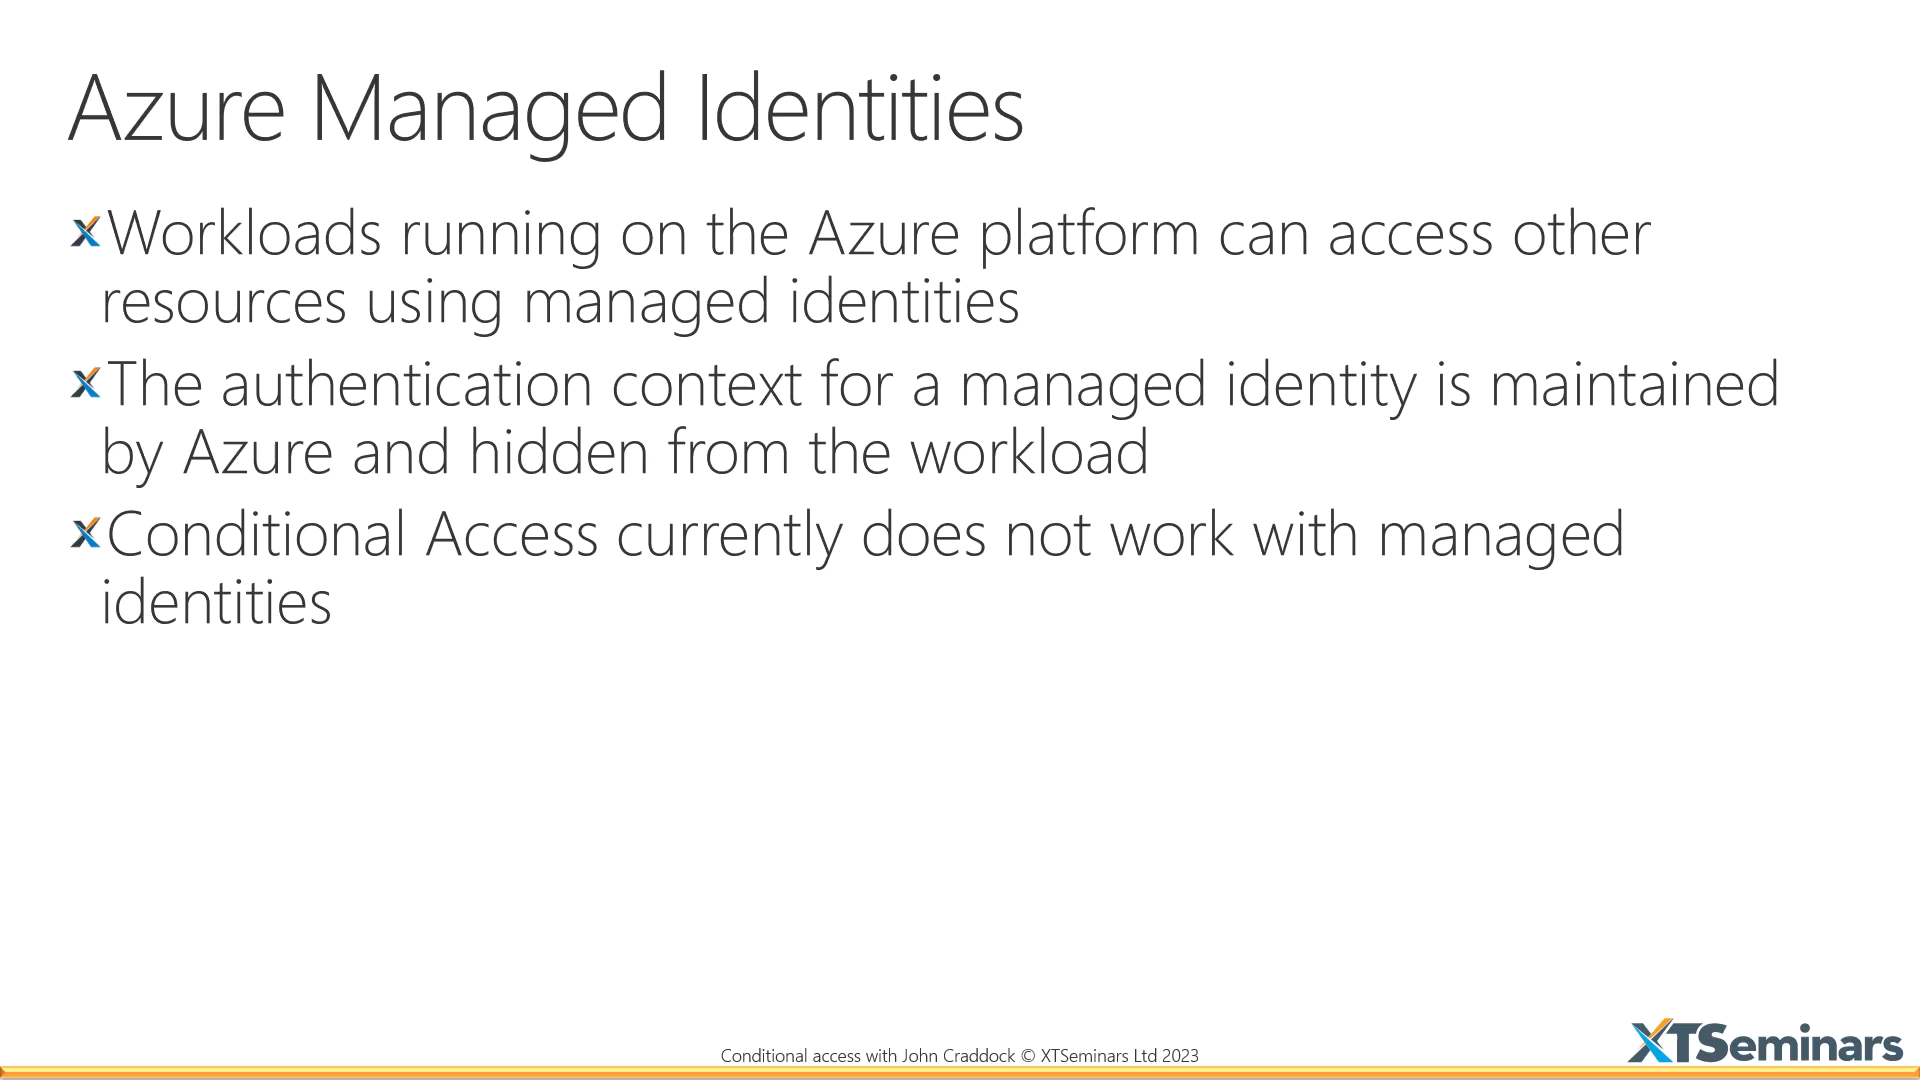 Azure Managed Identities
Workloads running on the Azure platform can access other
resources using managed identities
The authentication context for a managed identity is maintained
by Azure and hidden from the workload
Conditional Access currently does not work with managed
identities
Conditional access with John Craddock © XTSeminars Ltd 2023
XTSeminars